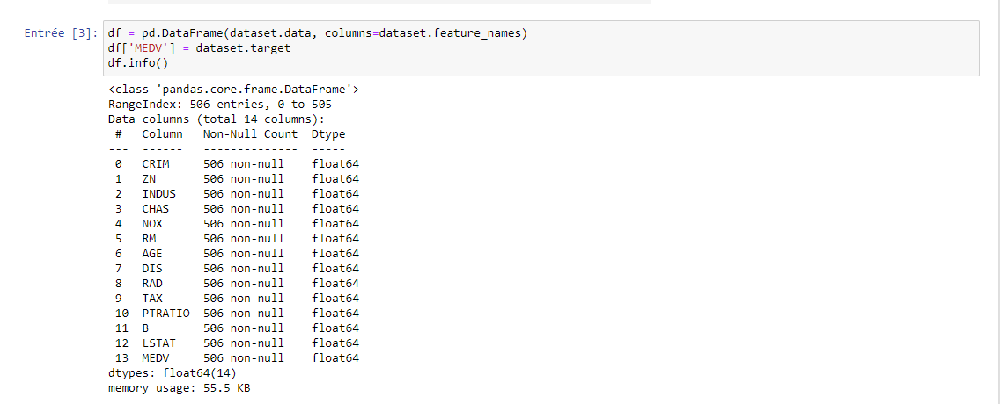 Entrée [3]: df = pd.DataFrame(dataset.data, columns=dataset.feature_names)
df['MEDV'] = dataset.target
df.info()
<class 'pandas.core.frame.DataFrame'>
RangeIndex: 506 entries, 0 to 505
Data columns (total 14 columns):
 #   Column   Non-Null Count  Dtype
---  ------   --------------  -----
 0   CRIM     506 non-null    float64
 1   ZN       506 non-null    float64
 2   INDUS    506 non-null    float64
 3   CHAS     506 non-null    float64
 4   NOX      506 non-null    float64
 5   RM       506 non-null    float64
 6   AGE      506 non-null    float64
 7   DIS      506 non-null    float64
 8   RAD      506 non-null    float64
 9   TAX      506 non-null    float64
 10  PTRATIO  506 non-null    float64
 11  B        506 non-null    float64
 12  LSTAT    506 non-null    float64
 13  MEDV     506 non-null    float64
dtypes: float64(14)
memory usage: 55.5 KB